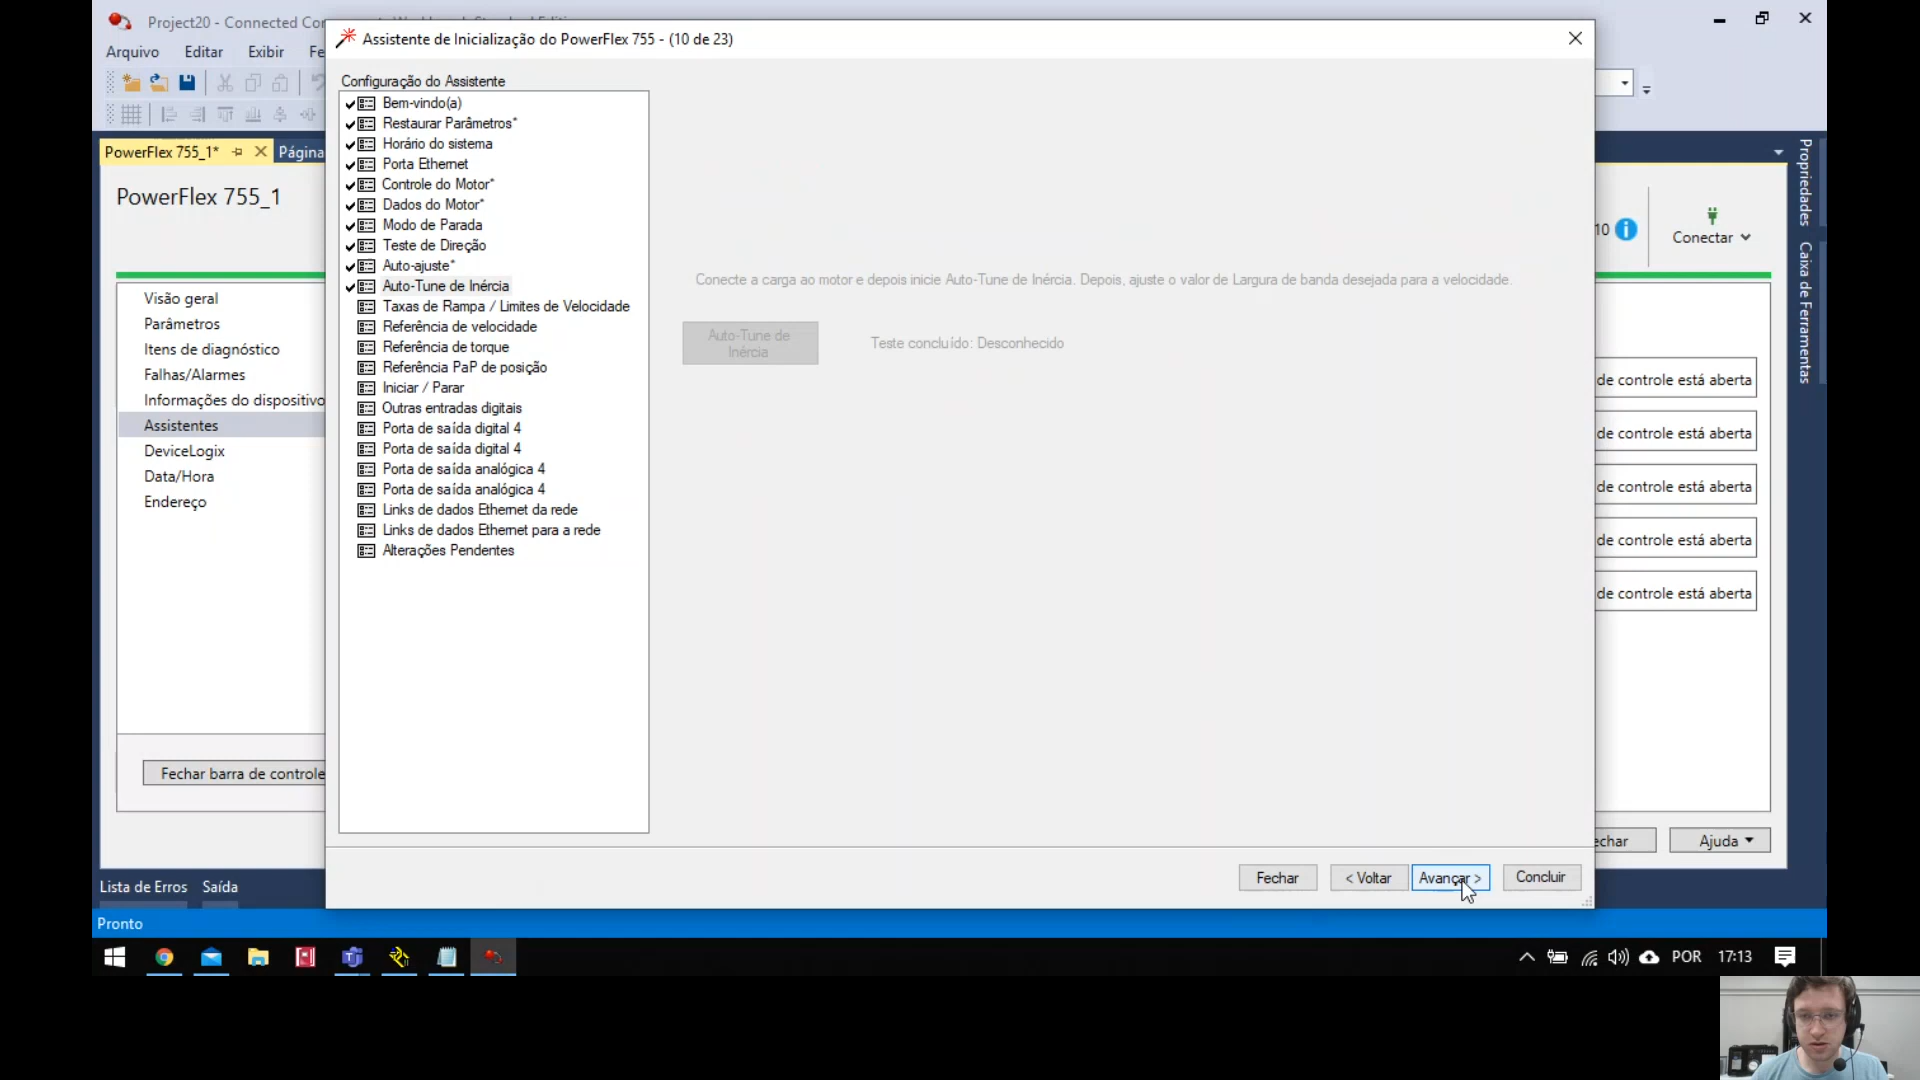 Project20 - Connected Co
Assistente de Inicialização do PowerFlex 755 - (10 de 23)
Arquivo
Editar
Exibir
Fe
PowerFlex 755_1*
Página
PowerFlex 755_1
Visão geral
Parâmetros
Itens de diagnóstico
Falhas/Alarmes
Informações do dispositivo
Assistentes
DeviceLogix
Data/Hora
Endereço
Fechar barra de controle
Configuração do Assistente
Bem-vindo(a)
Restaurar Parâmetros*
Horário do sistema
Porta Ethernet
Controle do Motor*
Dados do Motor*
Modo de Parada
Teste de Direção
Auto-ajuste*
Auto-Tune de Inércia
Taxas de Rampa / Limites de Velocidade
Referência de velocidade
Referência de torque
Referência PaP de posição
Iniciar / Parar
Outras entradas digitais
Porta de saída digital 4
Porta de saída digital 4
Porta de saída analógica 4
Porta de saída analógica 4
Links de dados Ethernet da rede
Links de dados Ethernet para a rede
Alterações Pendentes
Conecte a carga ao motor e depois inicie Auto-Tune de Inércia. Depois, ajuste o valor de Largura de banda desejada para a velocidade.
Auto-Tune de
Inércia
Teste concluído: Desconhecido
Fechar
< Voltar
Avançar >
Concluir
10
Conectar
de controle está aberta
de controle está aberta
de controle está aberta
de controle está aberta
de controle está aberta
echar
Ajuda
Propriedades
Caixa de Ferramentas
Lista de Erros
Saída
Pronto
POR
17:13